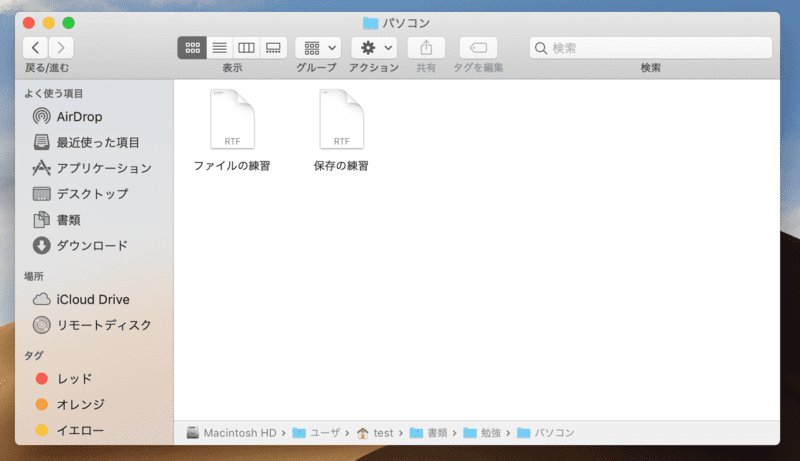 パソコン
戻る/進む
表示
グループ
アクション
共有
タグを編集
検索
検索
よく使う項目
AirDrop
最近使った項目
アプリケーション
デスクトップ
書類
ダウンロード
場所
iCloud Drive
リモートディスク
タグ
レッド
オレンジ
イエロー
RTF
ファイルの練習
RTF
保存の練習
Macintosh HD › ユーザ › test › 書類 › 勉強 › パソコン